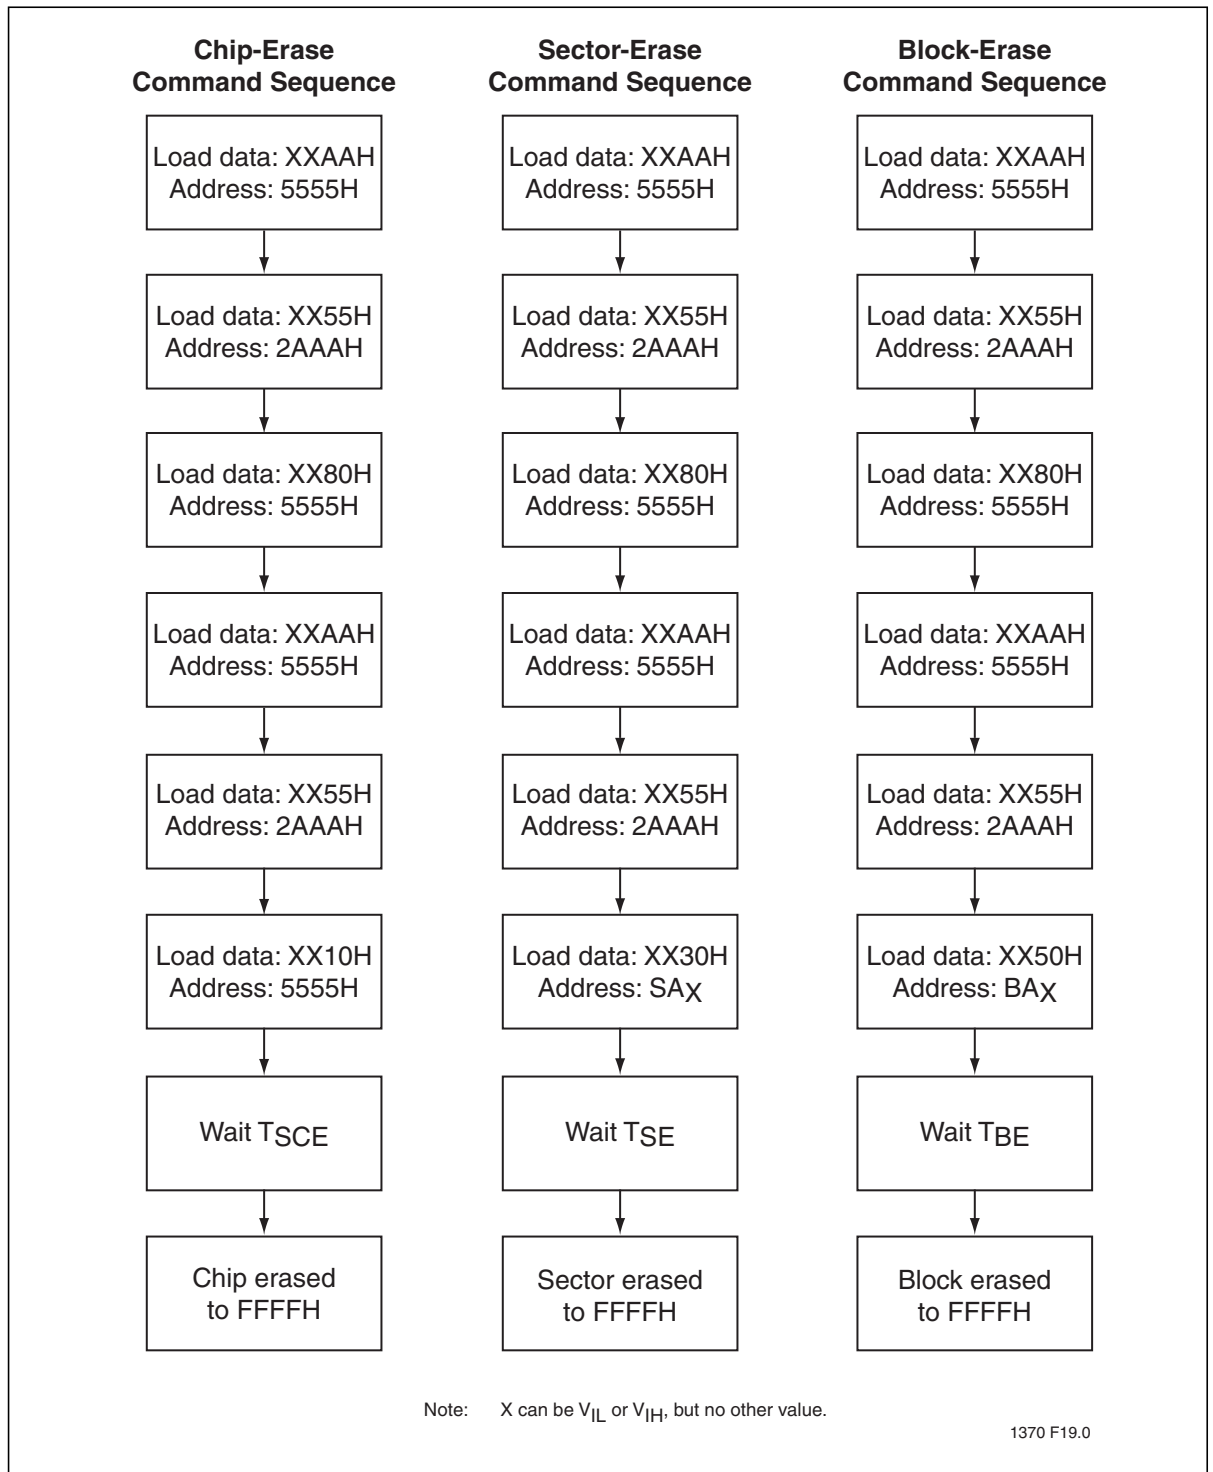 Chip-Erase
Command Sequence
Load data: XXAAH
Address: 5555H
Load data: XX55H
Address: 2AAAH
Load data: XX80H
Address: 5555H
Load data: XXAAH
Address: 5555H
Load data: XX55H
Address: 2AAAH
Load data: XX10H
Address: 5555H
Wait TSCE
Chip erased
to FFFFH
Sector-Erase
Command Sequence
Load data: XXAAH
Address: 5555H
Load data: XX55H
Address: 2AAAH
Load data: XX80H
Address: 5555H
Load data: XXAAH
Address: 5555H
Load data: XX55H
Address: 2AAAH
Load data: XX30H
Address: SAX
Wait TSE
Sector erased
to FFFFH
Block-Erase
Command Sequence
Load data: XXAAH
Address: 5555H
Load data: XX55H
Address: 2AAAH
Load data: XX80H
Address: 5555H
Load data: XXAAH
Address: 5555H
Load data: XX55H
Address: 2AAAH
Load data: XX50H
Address: BAX
Wait TBE
Block erased
to FFFFH
Note: X can be VIL or VIH, but no other value.
1370 F19.0